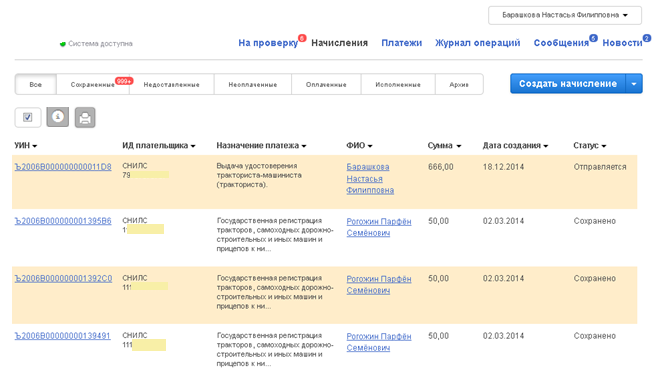 Барашкова Настасья Филипповна
Система доступна
На проверку 6 Начисления Платежи Журнал операций Сообщения 5 Новости 2
Все Сохраненные 999+ Недоставленные Неоплаченные Оплаченные Исполненные Архив
Создать начисление
УИН ИД плательщика Назначение платежа ФИО Сумма Дата создания Статус
Ъ2006В000000000011D8 СНИЛС 79 Выдача удостоверения тракториста-машиниста (тракториста). Барашкова Настасья Филипповна 666,00 18.12.2014 Отправляется
Ъ2006В000000001395В6 СНИЛС 1 Государственная регистрация тракторов, самоходных дорожно-строительных и иных машин и прицепов к ни... Рогожин Парфён Семёнович 50,00 02.03.2014 Сохранено
Ъ2006В000000001392С0 СНИЛС 111 Государственная регистрация тракторов, самоходных дорожно-строительных и иных машин и прицепов к ни... Рогожин Парфён Семёнович 50,00 02.03.2014 Сохранено
Ъ2006В00000000139491 СНИЛС 111 Государственная регистрация тракторов, самоходных дорожно-строительных и иных машин и прицепов к ни... Рогожин Парфён Семёнович 50,00 02.03.2014 Сохранено